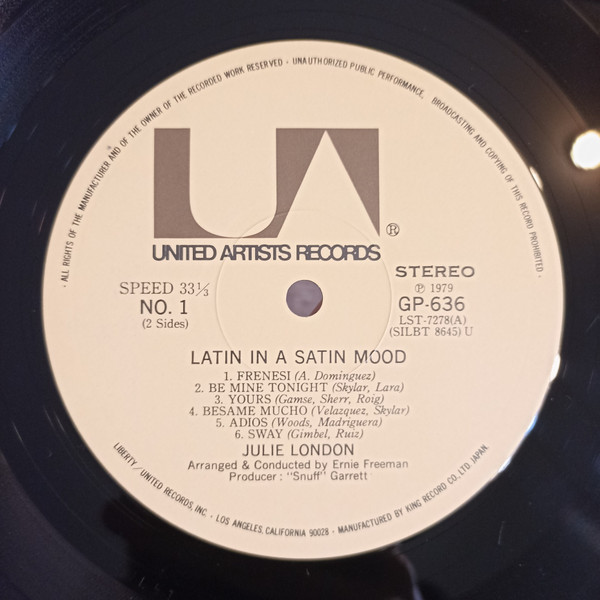 · ALL RIGHTS OF THE MANUFACTURER AND OF THE OWNER OF THE RECORDED WORK RESERVED · UNAUTHORIZED PUBLIC PERFORMANCE, BROADCASTING AND COPYING OF THIS RECORD PROHIBITED ·
UA®
UNITED ARTISTS RECORDS
SPEED 33⅓
NO. 1
(2 Sides)
STEREO
Ⓟ 1979
GP-636
LST-7278(A)
(SILBT 8645) U
LATIN IN A SATIN MOOD
1. FRENESI (A. Dominguez)
2. BE MINE TONIGHT (Skylar, Lara)
3. YOURS (Gamse, Sherr, Roig)
4. BESAME MUCHO (Velazquez, Skylar)
5. ADIOS (Woods, Madriguera)
6. SWAY (Gimbel, Ruiz)
JULIE LONDON
Arranged & Conducted by Ernie Freeman
Producer : "Snuff" Garrett
LIBERTY/UNITED RECORDS, INC. · LOS ANGELES, CALIFORNIA 90028 · MANUFACTURED BY KING RECORD CO., LTD. JAPAN